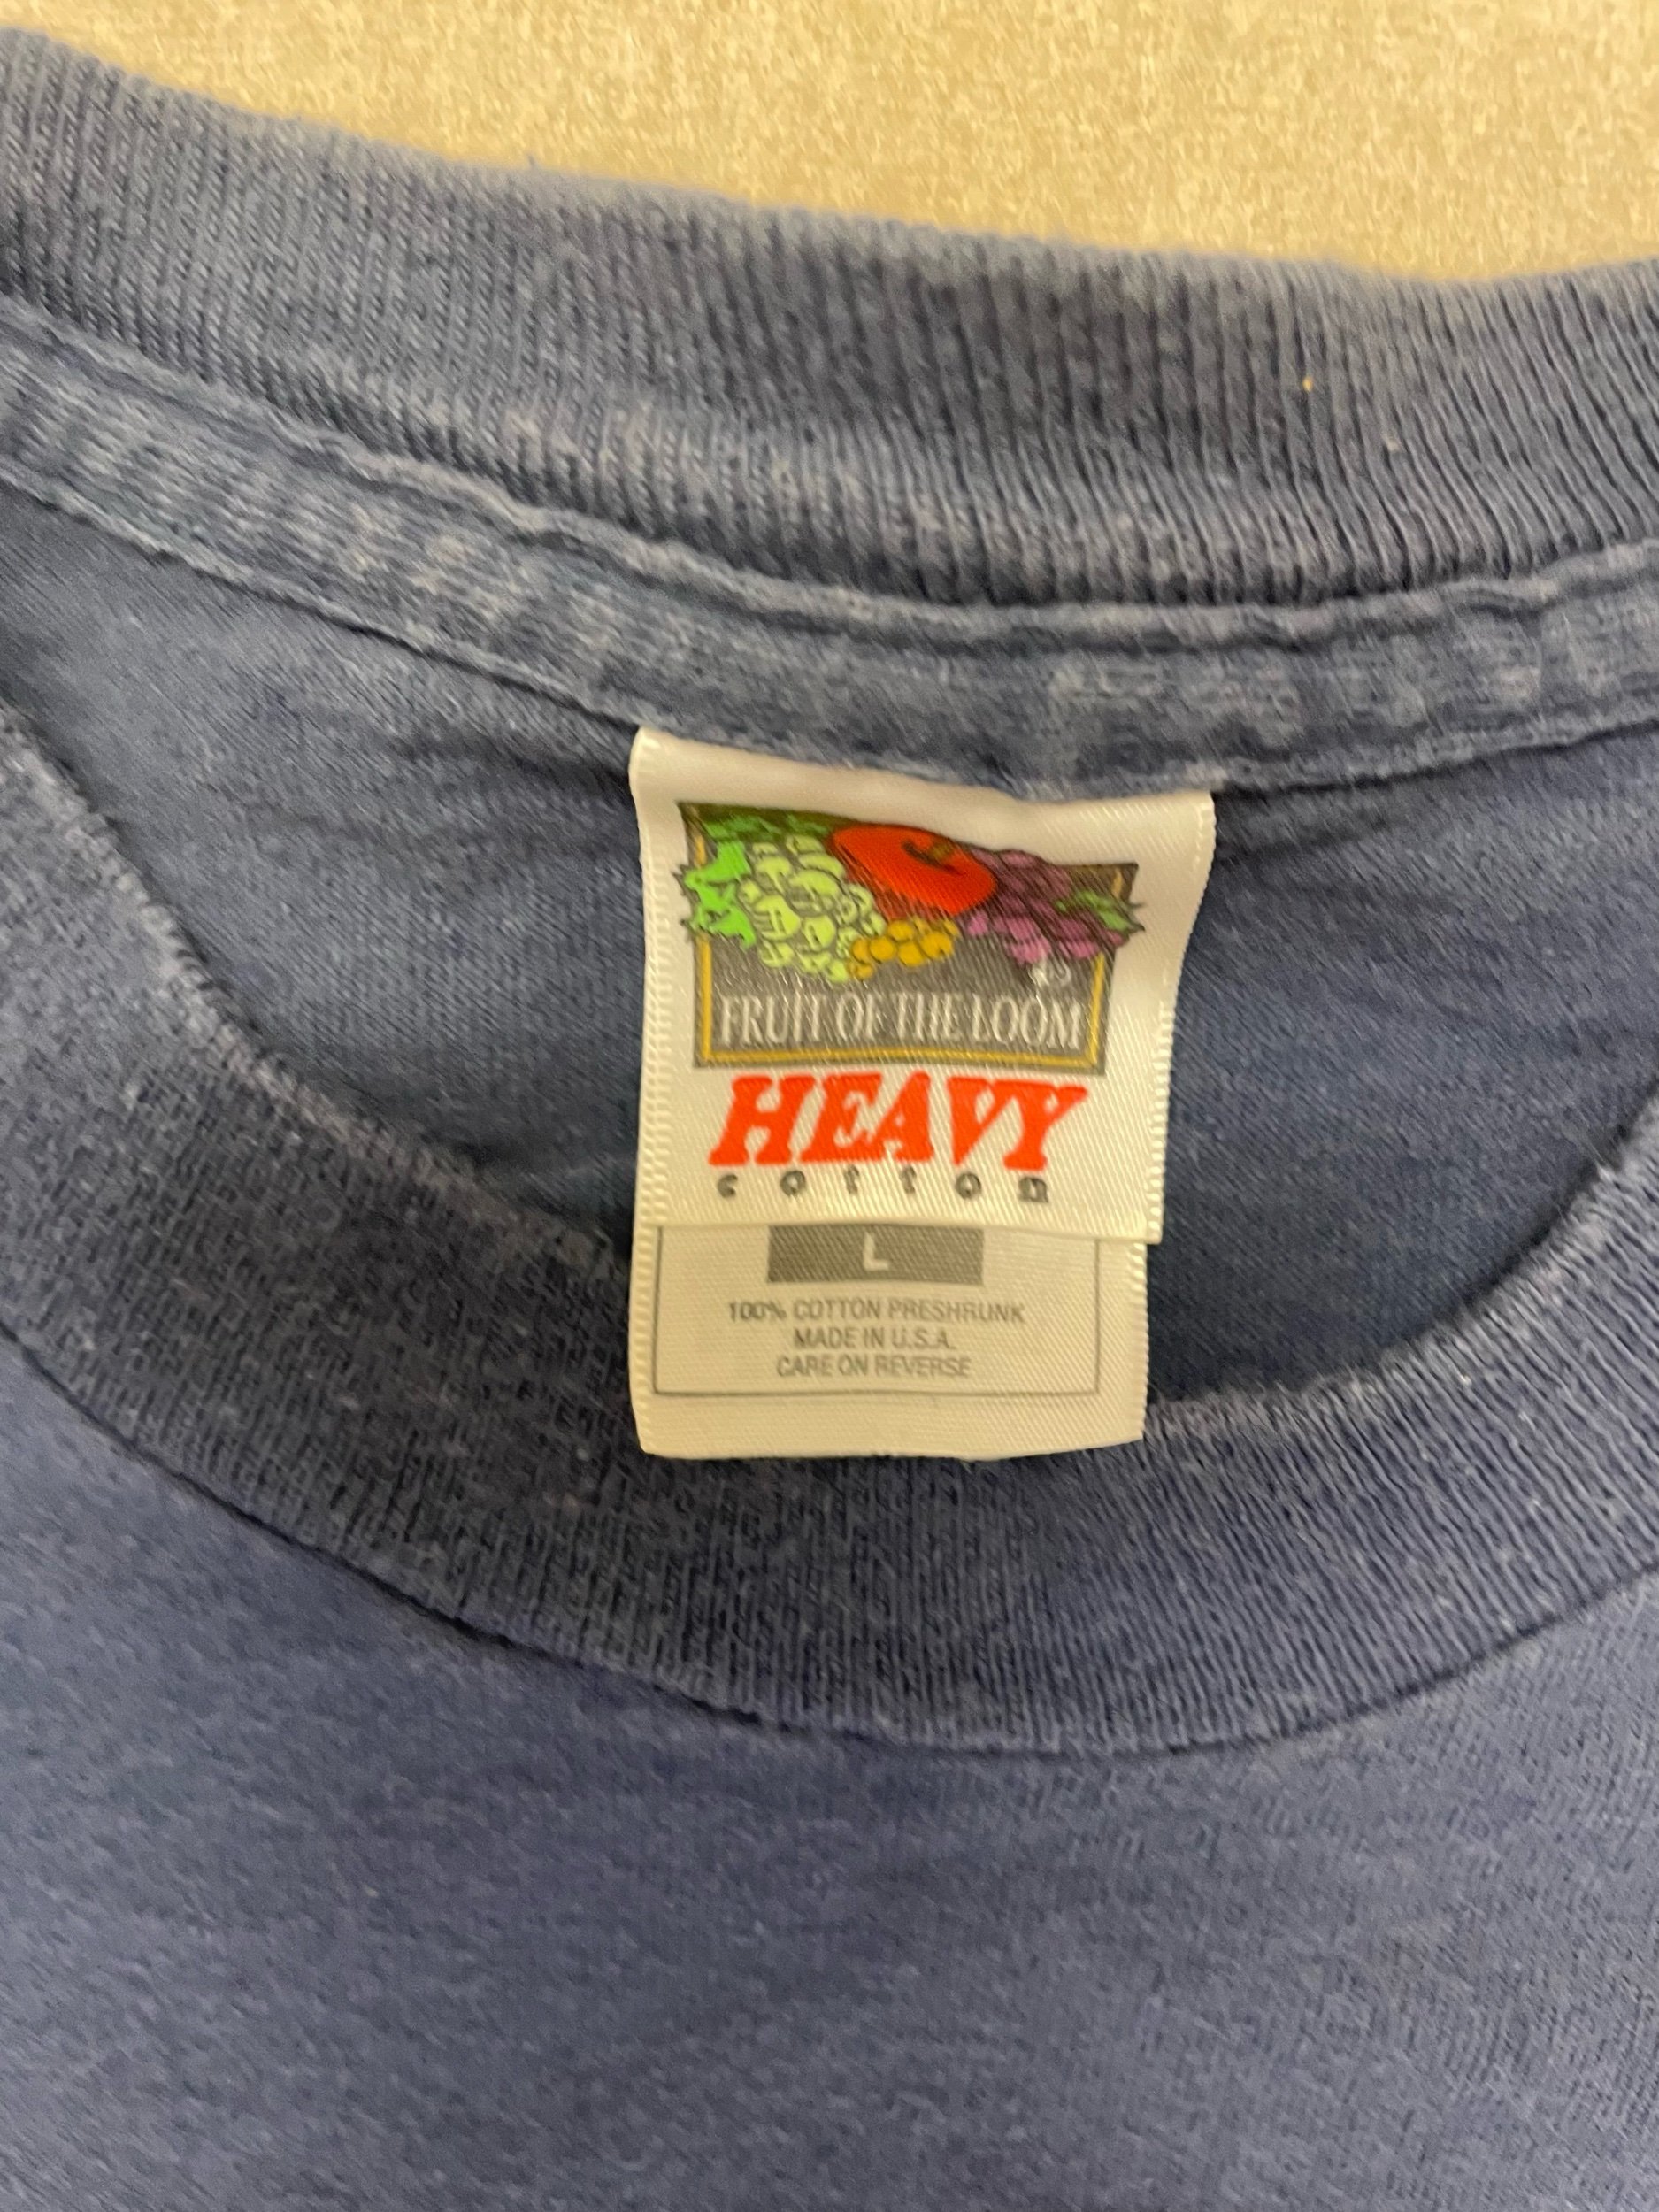 FRUIT OF THE LOOM
HEAVY
cotton
L
100% COTTON PRESHRUNK
MADE IN U.S.A.
CARE ON REVERSE